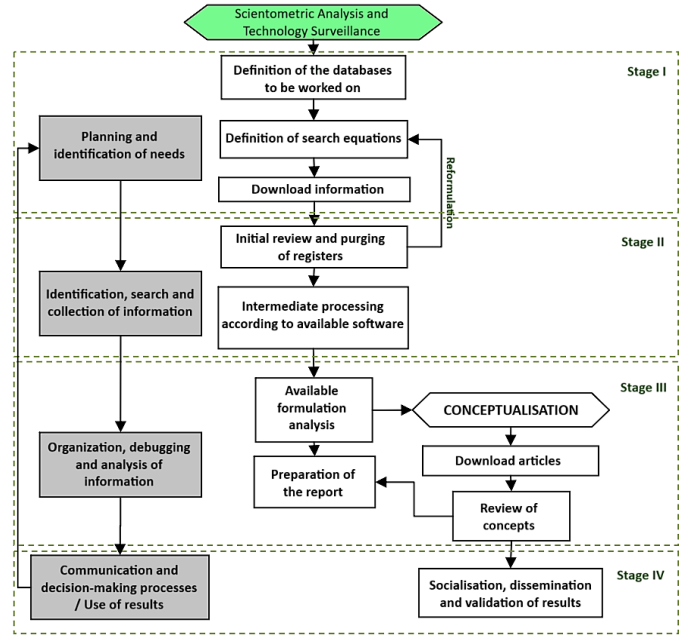 Scientometric Analysis and
Technology Surveillance
Stage I
Definition of the databases
to be worked on
Planning and
identification of needs
Definition of search equations
Reformulation
Download information
Stage II
Initial review and purging
of registers
Identification, search and
collection of information
Intermediate processing
according to available software
Stage III
Available
formulation
analysis
CONCEPTUALISATION
Organization, debugging
and analysis of
information
Download articles
Preparation of
the report
Review of
concepts
Stage IV
Communication and
decision-making processes
/ Use of results
Socialisation, dissemination
and validation of results